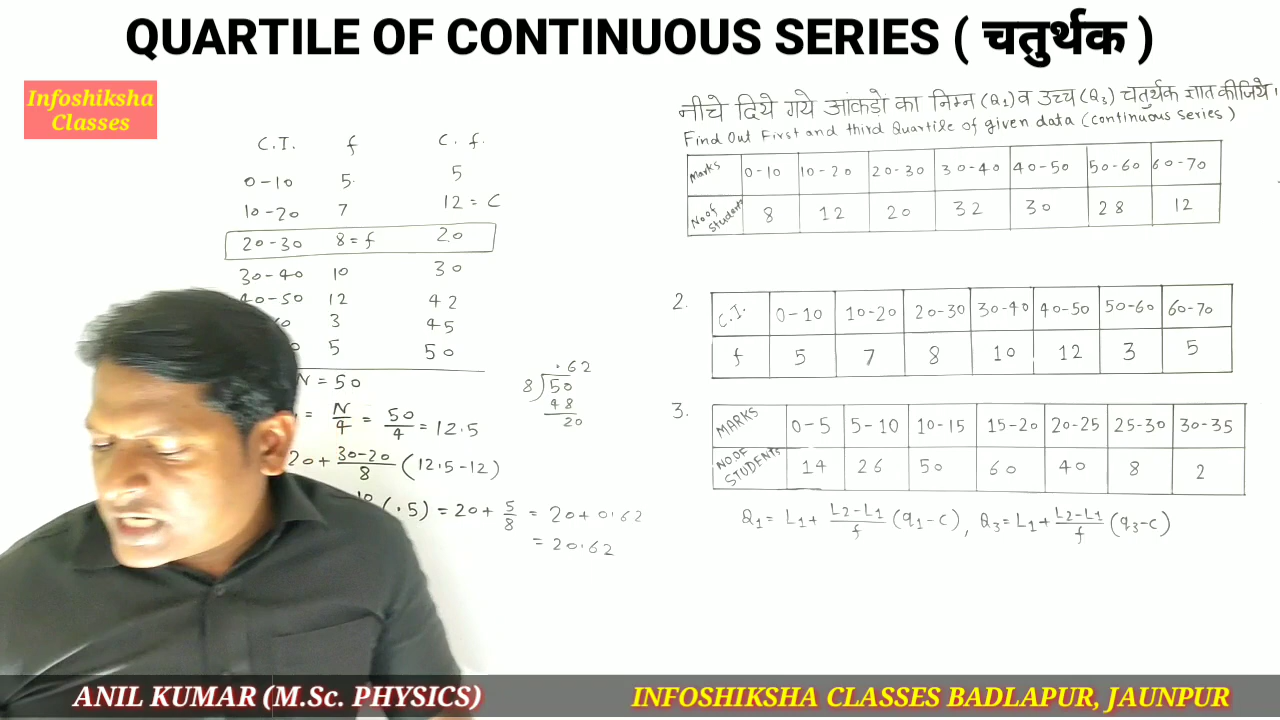 QUARTILE OF CONTINUOUS SERIES ( चतुर्थक )
Infoshiksha
Classes
C.I. f C.f.
0-10 5 5
10-20 7 12 = C
20-30 8 = f 20
30-40 10 30
40-50 12 42
3 45
5 50
N = 50
= N/4 = 50/4 = 12.5
20 + (30-20)/8 (12.5-12)
(.5) = 20 + 5/8 = 20+0.62
= 20.62
.62
8)50
48
20
नीचे दिये गये आंकड़ो का निम्न (Q1) व उच्च (Q3) चतुर्थक ज्ञात कीजिये।
Find Out First and third Quartile of given data (continuous series)
Marks 0-10 10-20 20-30 30-40 40-50 50-60 60-70
No of students 8 12 20 32 30 28 12
2.
C.I. 0-10 10-20 20-30 30-40 40-50 50-60 60-70
f 5 7 8 10 12 3 5
3.
MARKS 0-5 5-10 10-15 15-20 20-25 25-30 30-35
NO OF STUDENTS 14 26 50 60 40 8 2
Q1 = L1 + (L2-L1)/f (q1-c), Q3 = L1 + (L2-L1)/f (q3-c)
ANIL KUMAR (M.Sc. PHYSICS)
INFOSHIKSHA CLASSES BADLAPUR, JAUNPUR